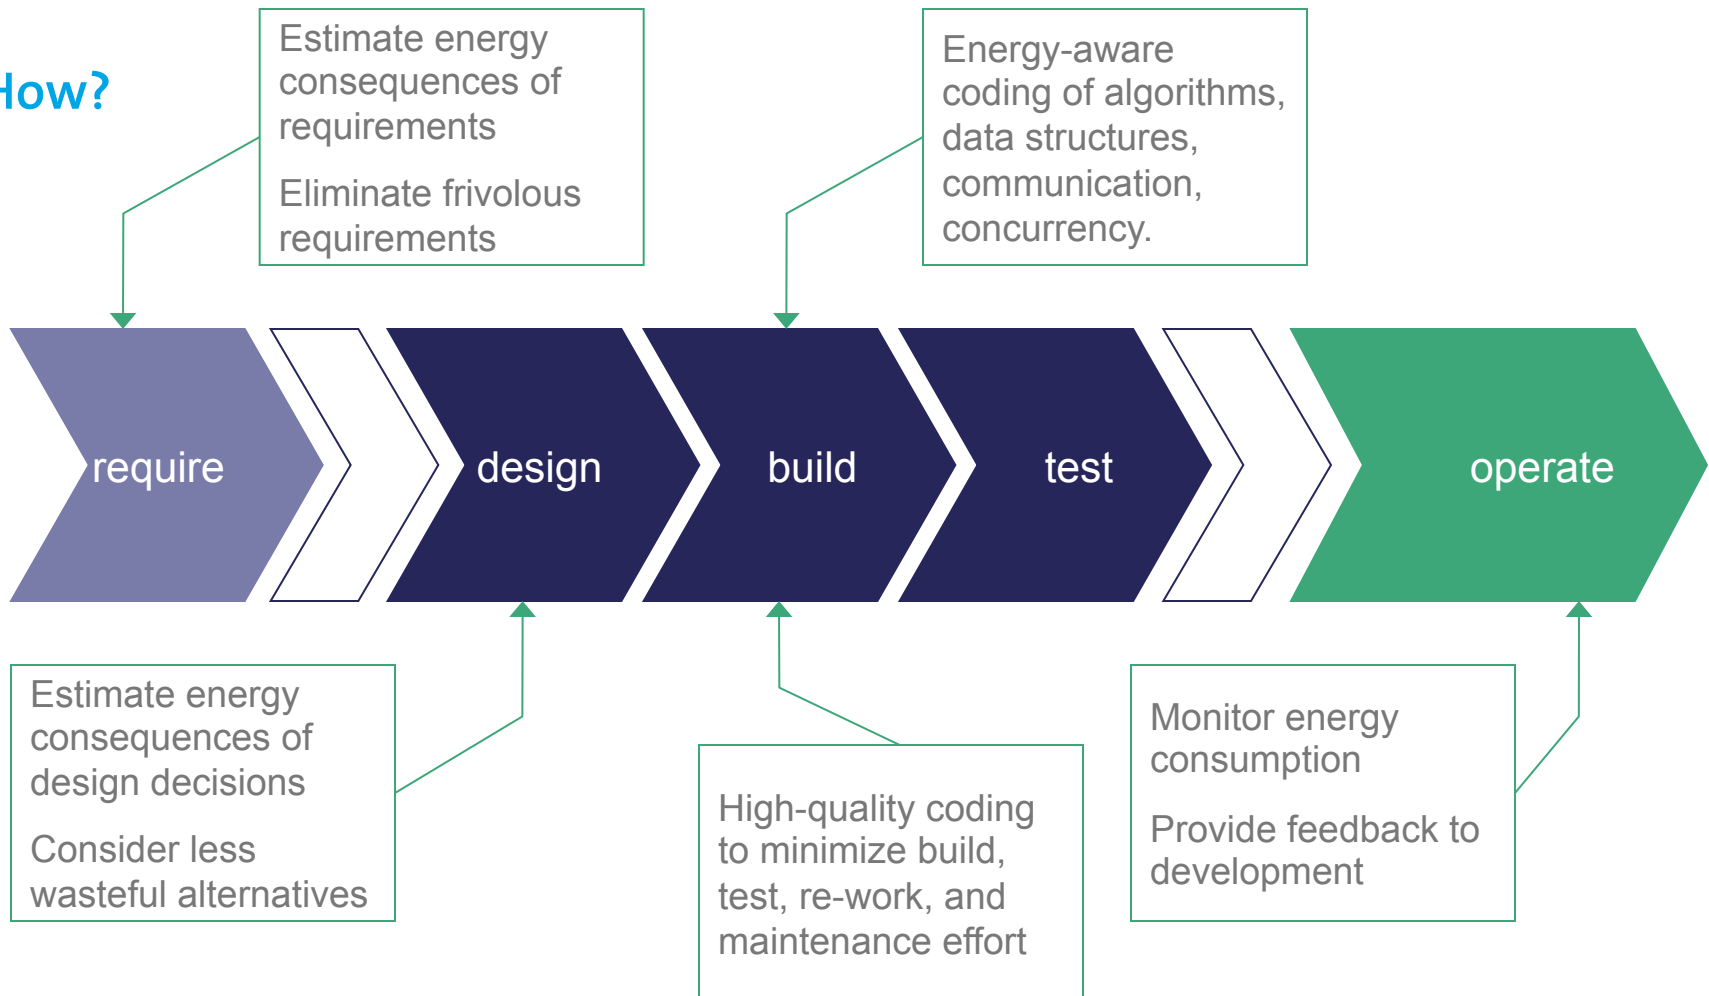 How?
Estimate energy
consequences of
requirements
Eliminate frivolous
requirements
Energy-aware
coding of algorithms,
data structures,
communication,
concurrency.
require
design
build
test
operate
Estimate energy
consequences of
design decisions
Consider less
wasteful alternatives
High-quality coding
to minimize build,
test, re-work, and
maintenance effort
Monitor energy
consumption
Provide feedback to
development